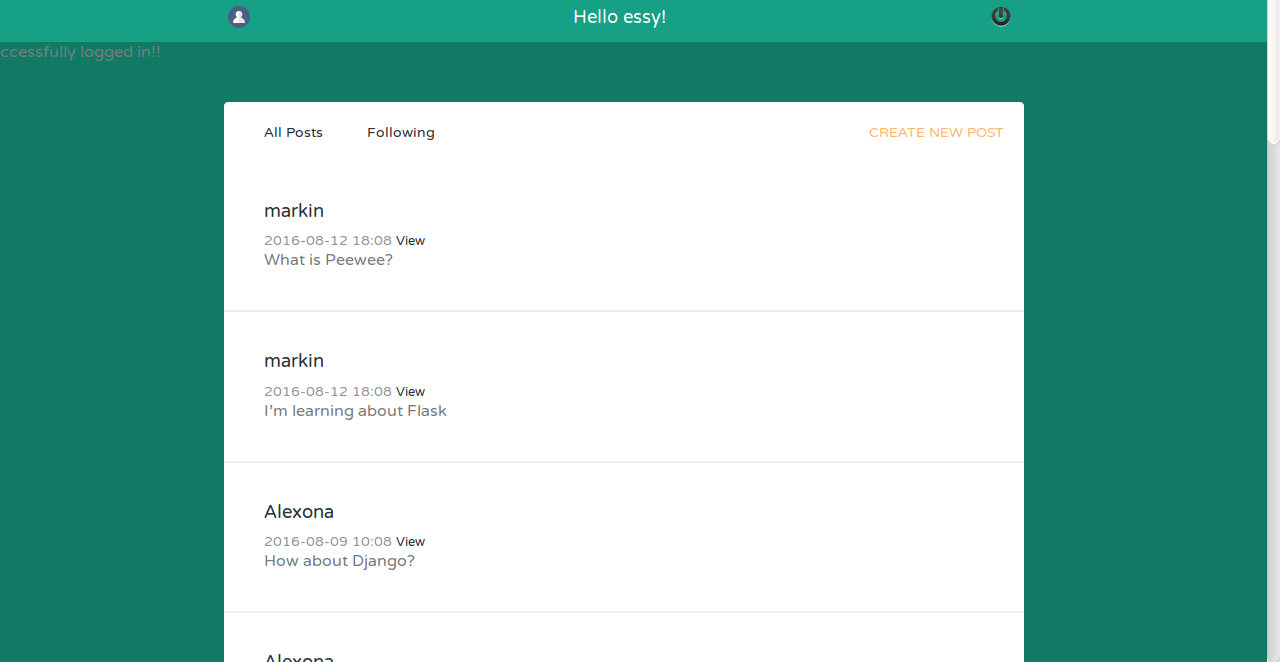 Hello essy!
ccessfully logged in!!
All Posts Following CREATE NEW POST
markin
2016-08-12 18:08 View
What is Peewee?
markin
2016-08-12 18:08 View
I'm learning about Flask
Alexona
2016-08-09 10:08 View
How about Django?
Alexona